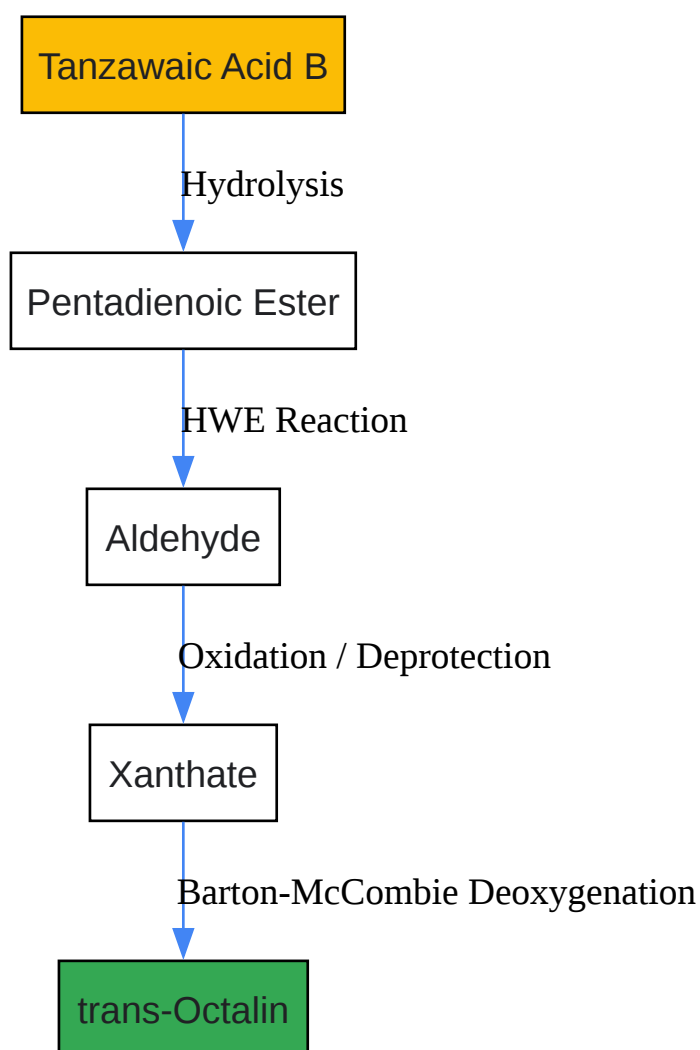 Tanzawaic Acid B
Hydrolysis
Pentadienoic Ester
HWE Reaction
Aldehyde
Oxidation / Deprotection
Xanthate
Barton-McCombie Deoxygenation
trans-Octalin